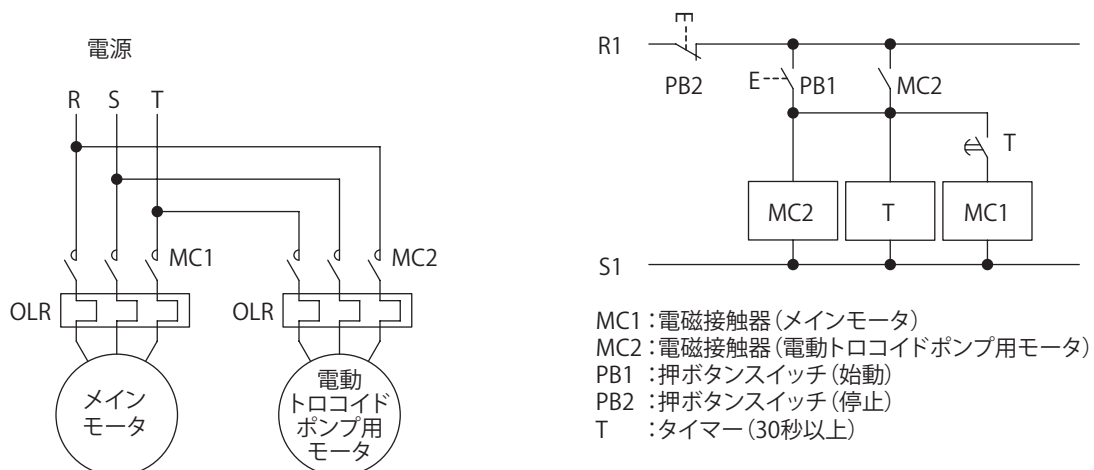 電源
R S T
MC1
MC2
OLR
OLR
メイン
モータ
電動
トロコイド
ポンプ用
モータ
R1
PB2
E
PB1
MC2
T
MC2
T
MC1
S1
MC1：電磁接触器（メインモータ）
MC2：電磁接触器（電動トロコイドポンプ用モータ）
PB1：押ボタンスイッチ（始動）
PB2：押ボタンスイッチ（停止）
T：タイマー（30秒以上）